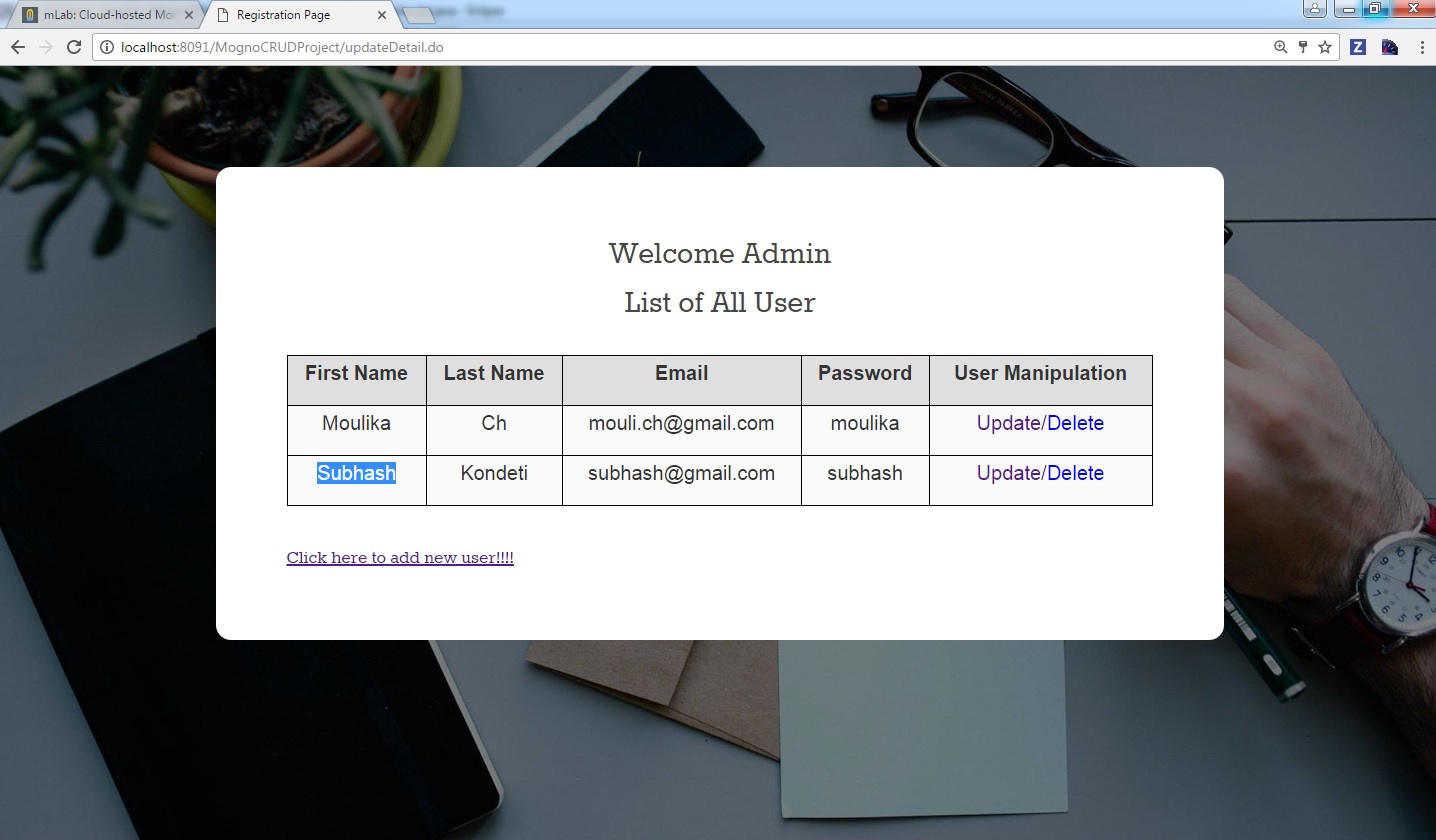 mLab: Cloud-hosted Mo
Registration Page
localhost:8091/MognoCRUDProject/updateDetail.do
Z
Welcome Admin
List of All User
First Name Last Name Email Password User Manipulation
Moulika Ch mouli.ch@gmail.com moulika Update/Delete
Subhash Kondeti subhash@gmail.com subhash Update/Delete
Click here to add new user!!!!